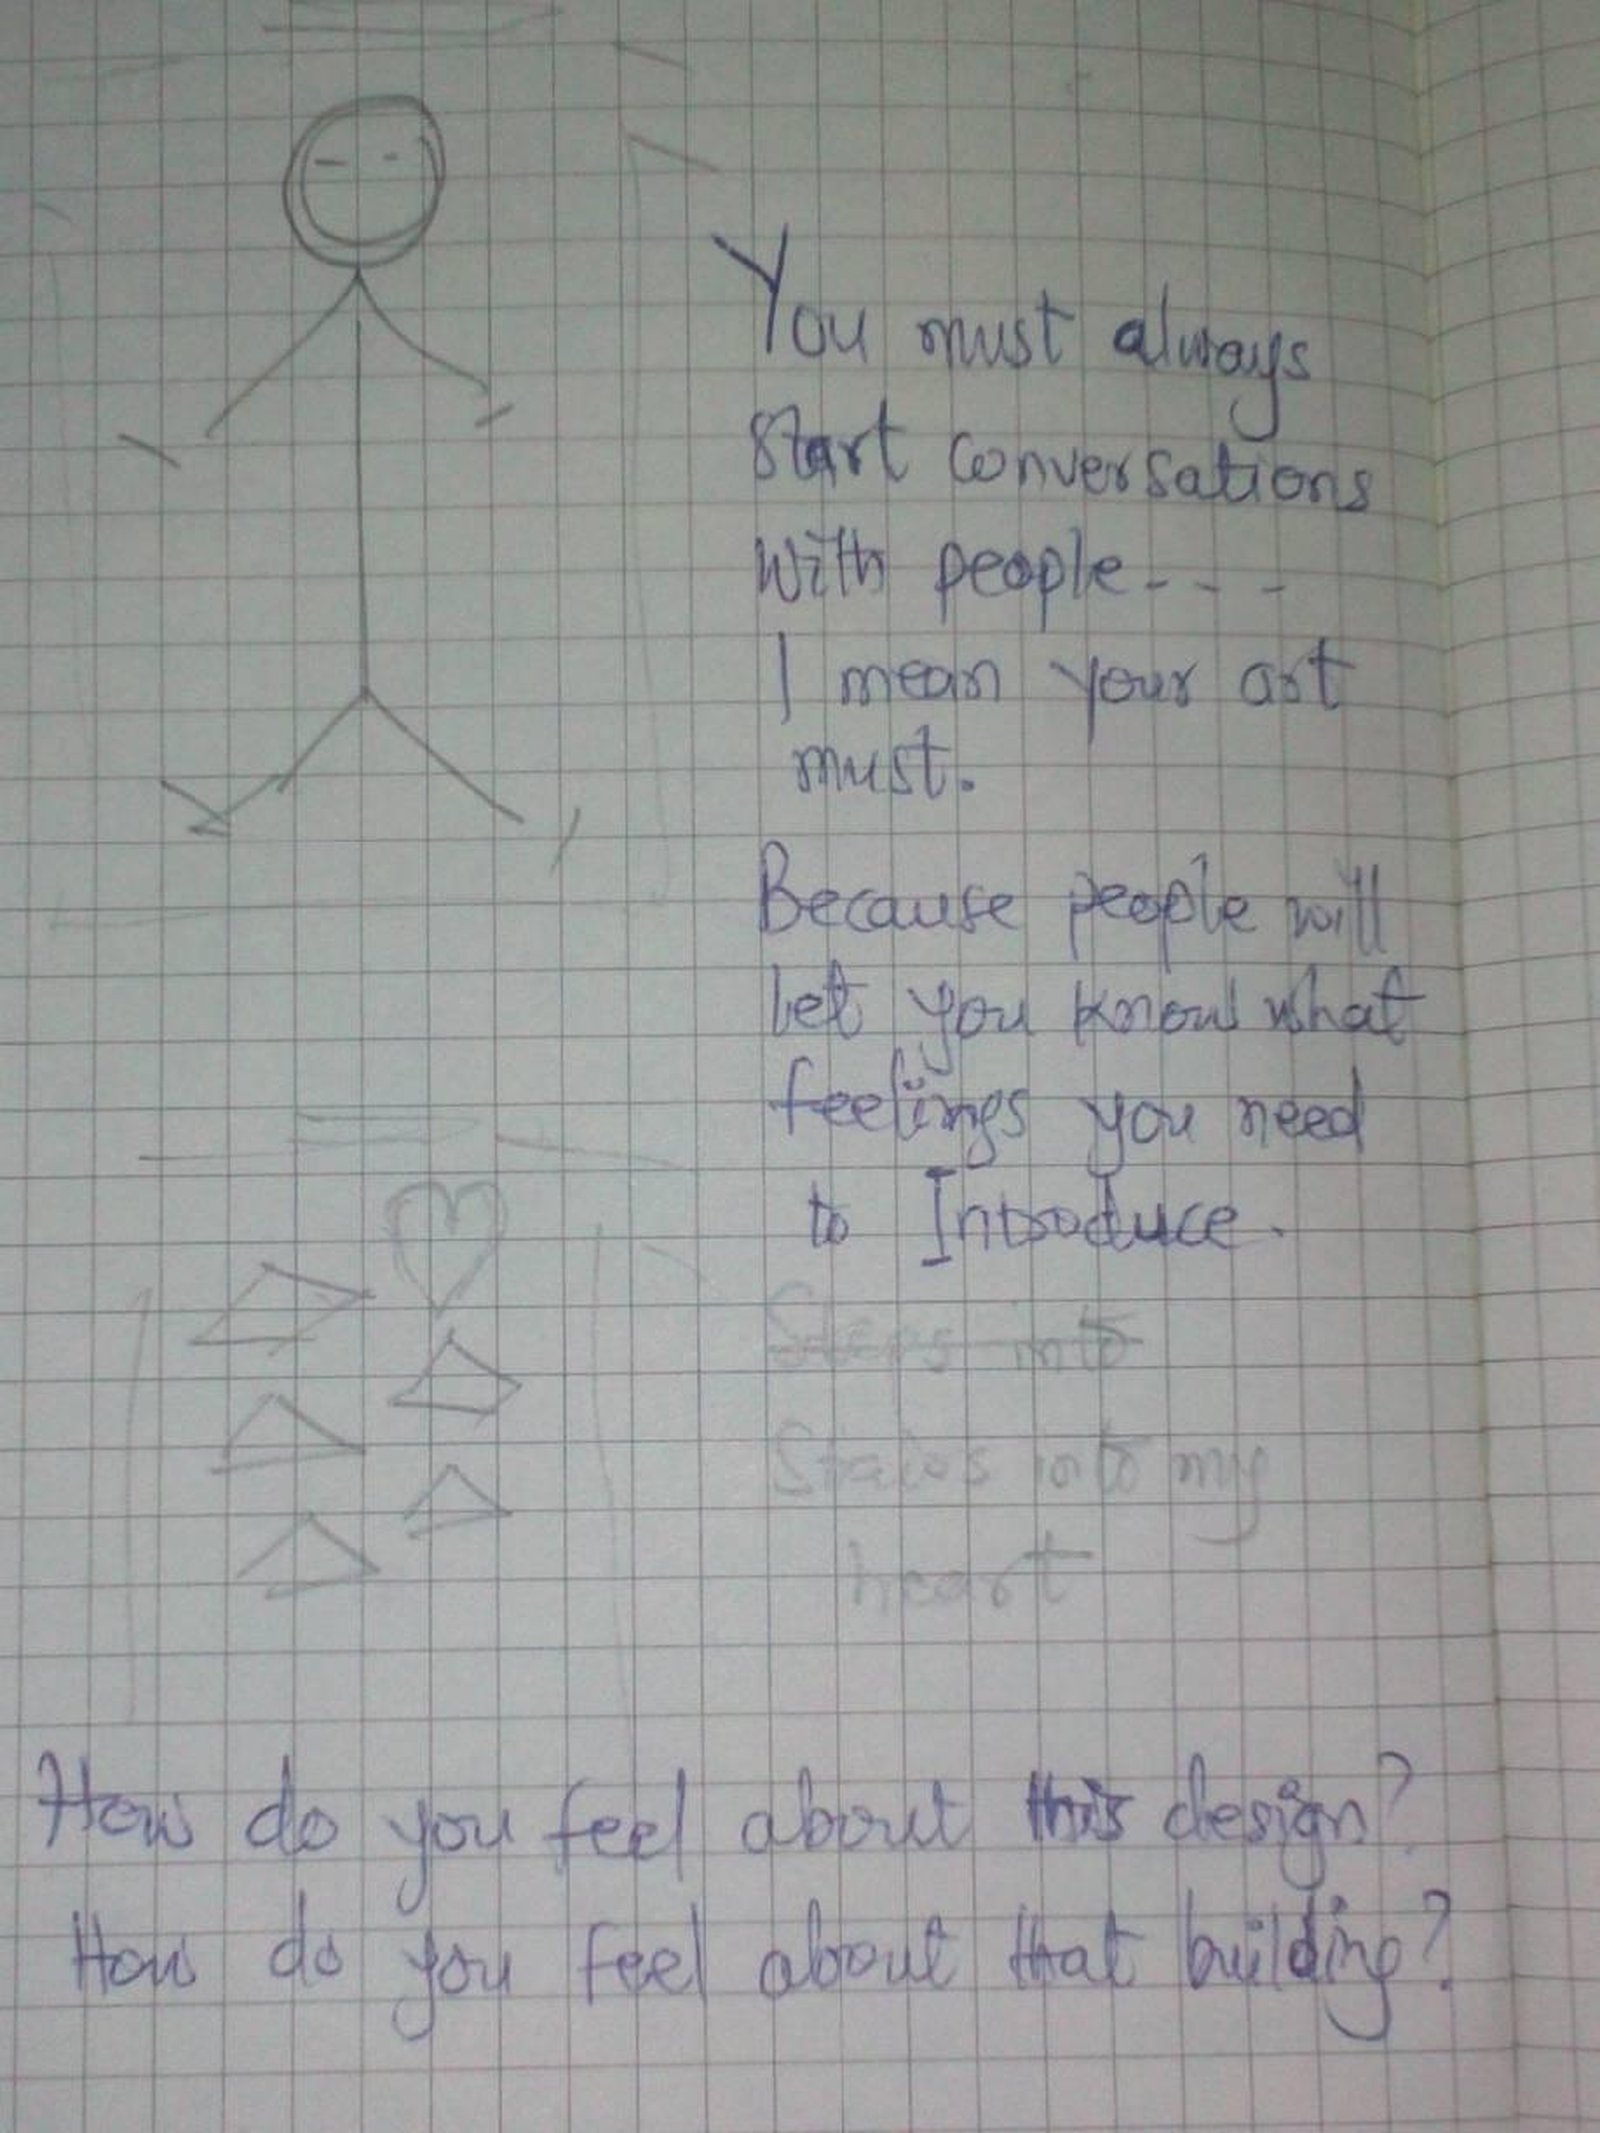 You must always
Start conversations
With people - - -
I mean your art
must.
Because people will
let you know what
feelings you need
to Introduce.
Steps into
Stairs into my
heart
How do you feel about this design?
How do you feel about that building?